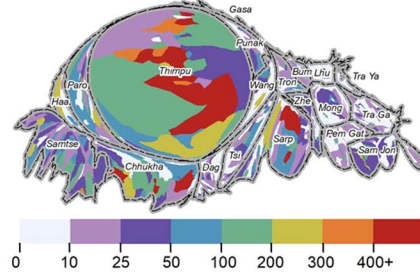 Gasa
Punak
Thimpu
Bum
Lhu
Tra Ya
Paro
Wang
Tron
Haa
Zhe
Mong
Tra Ga
Samtse
Pem Gat
Sarp
Sam Jon
Chhukha
Dag
Tsi
0 10 25 50 100 200 300 400+